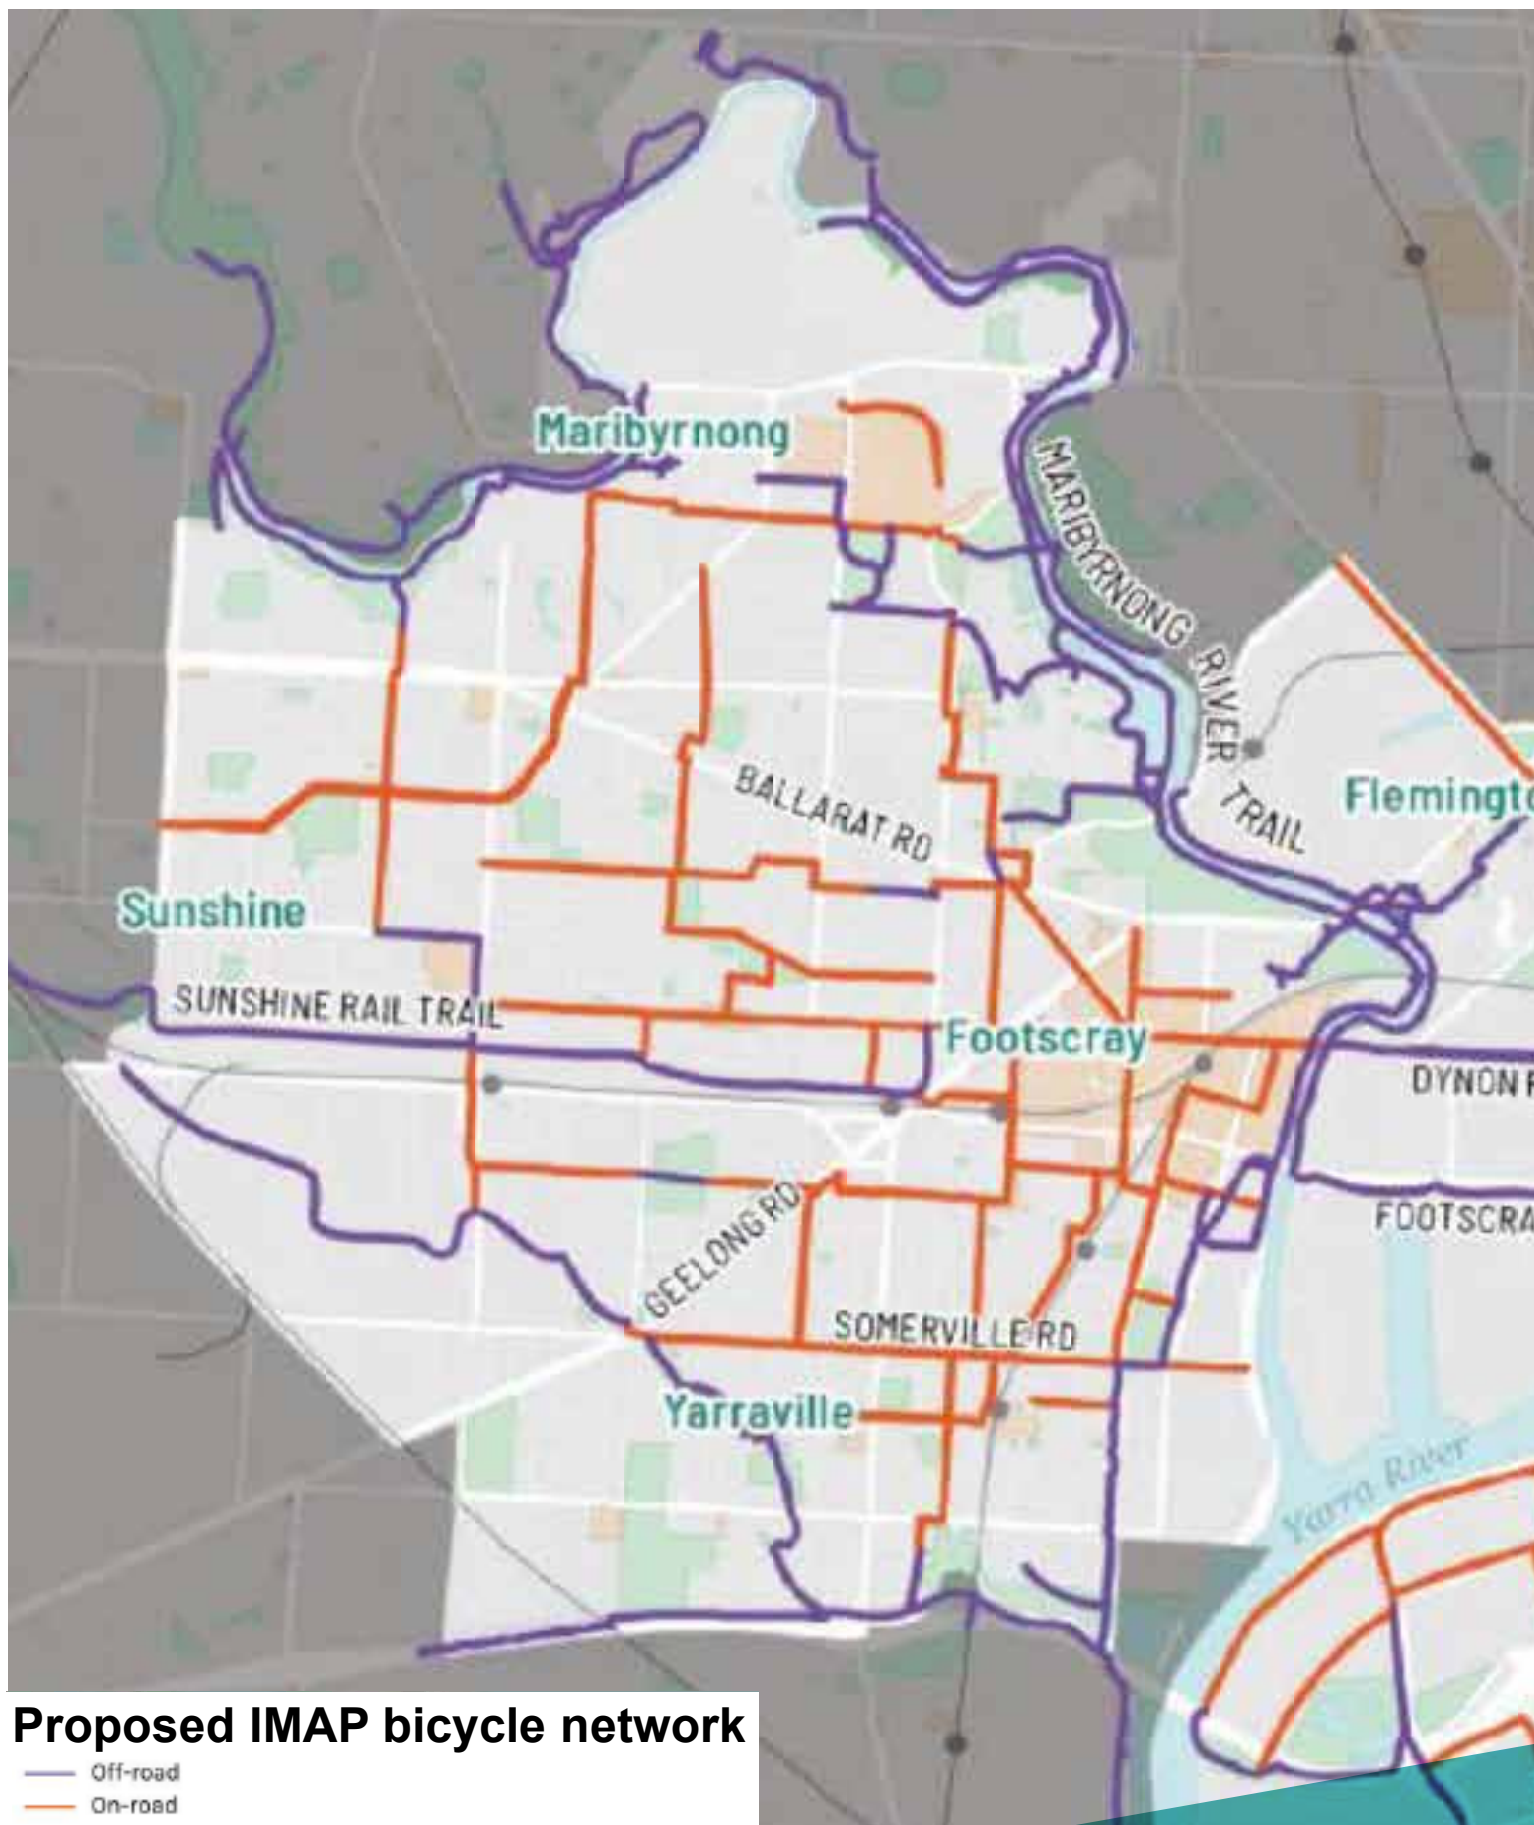 Maribyrnong
MARIBYRNONG RIVER TRAIL
BALLARAT RD
Flemingto
Sunshine
SUNSHINE RAIL TRAIL
Footscray
DYNON R
FOOTSCRA
GEELONG RD
SOMERVILLE RD
Yarraville
Yarra River
Proposed IMAP bicycle network
Off-road
On-road